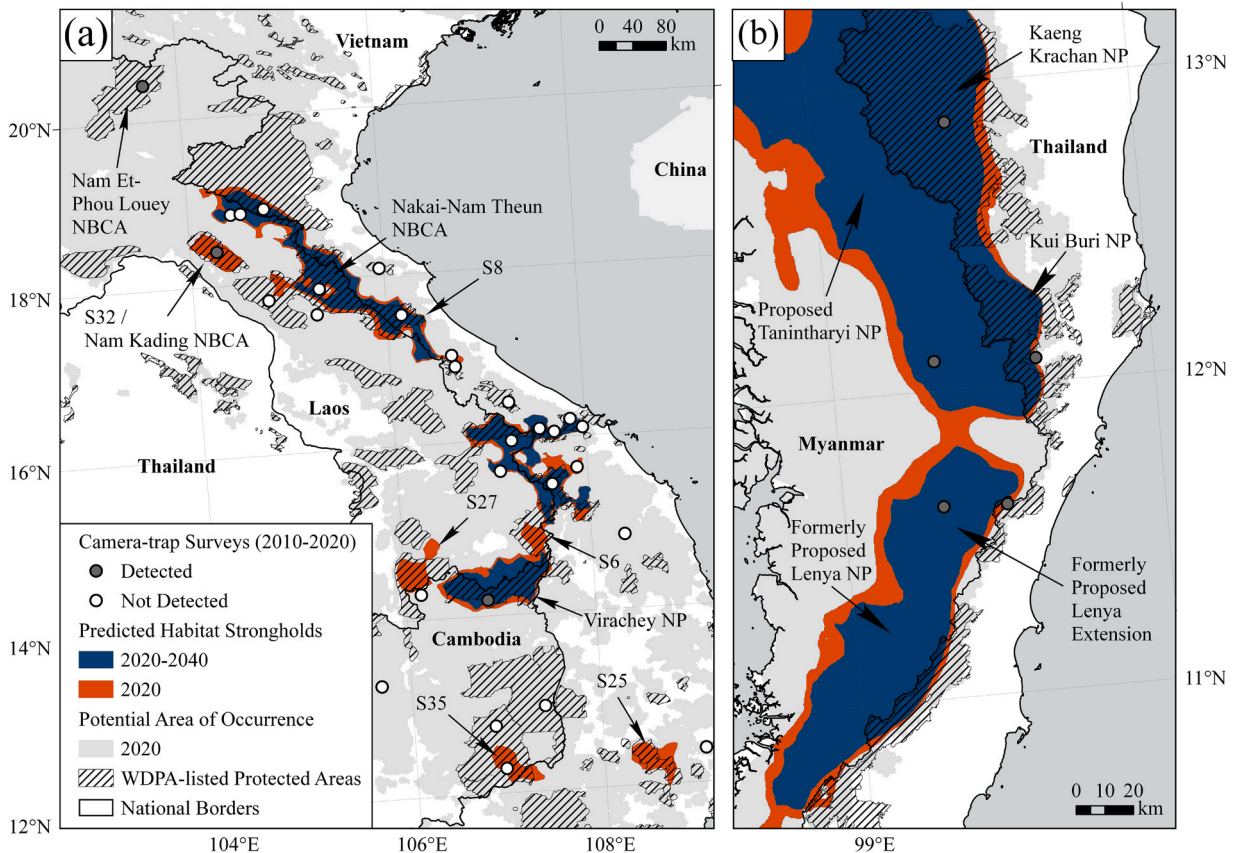 (a)
Vietnam
0 20 40 80
km
20°N
China
Nam Et-
Phou Louey
NBCA
Nakai-Nam Theun
NBCA
S8
18°N
S32 /
Nam Kading NBCA
Laos
Thailand
16°N
S27
S6
Virachey NP
Cambodia
14°N
S35
S25
12°N
104°E
106°E
108°E
Camera-trap Surveys (2010-2020)
Detected
Not Detected
Predicted Habitat Strongholds
2020-2040
2020
Potential Area of Occurrence
2020
WDPA-listed Protected Areas
National Borders
(b)
Kaeng
Krachan NP
13°N
Thailand
Kui Buri NP
Proposed
Tanintharyi NP
12°N
Myanmar
Formerly
Proposed
Lenya NP
Formerly
Proposed
Lenya
Extension
11°N
0 5 10 20
km
99°E